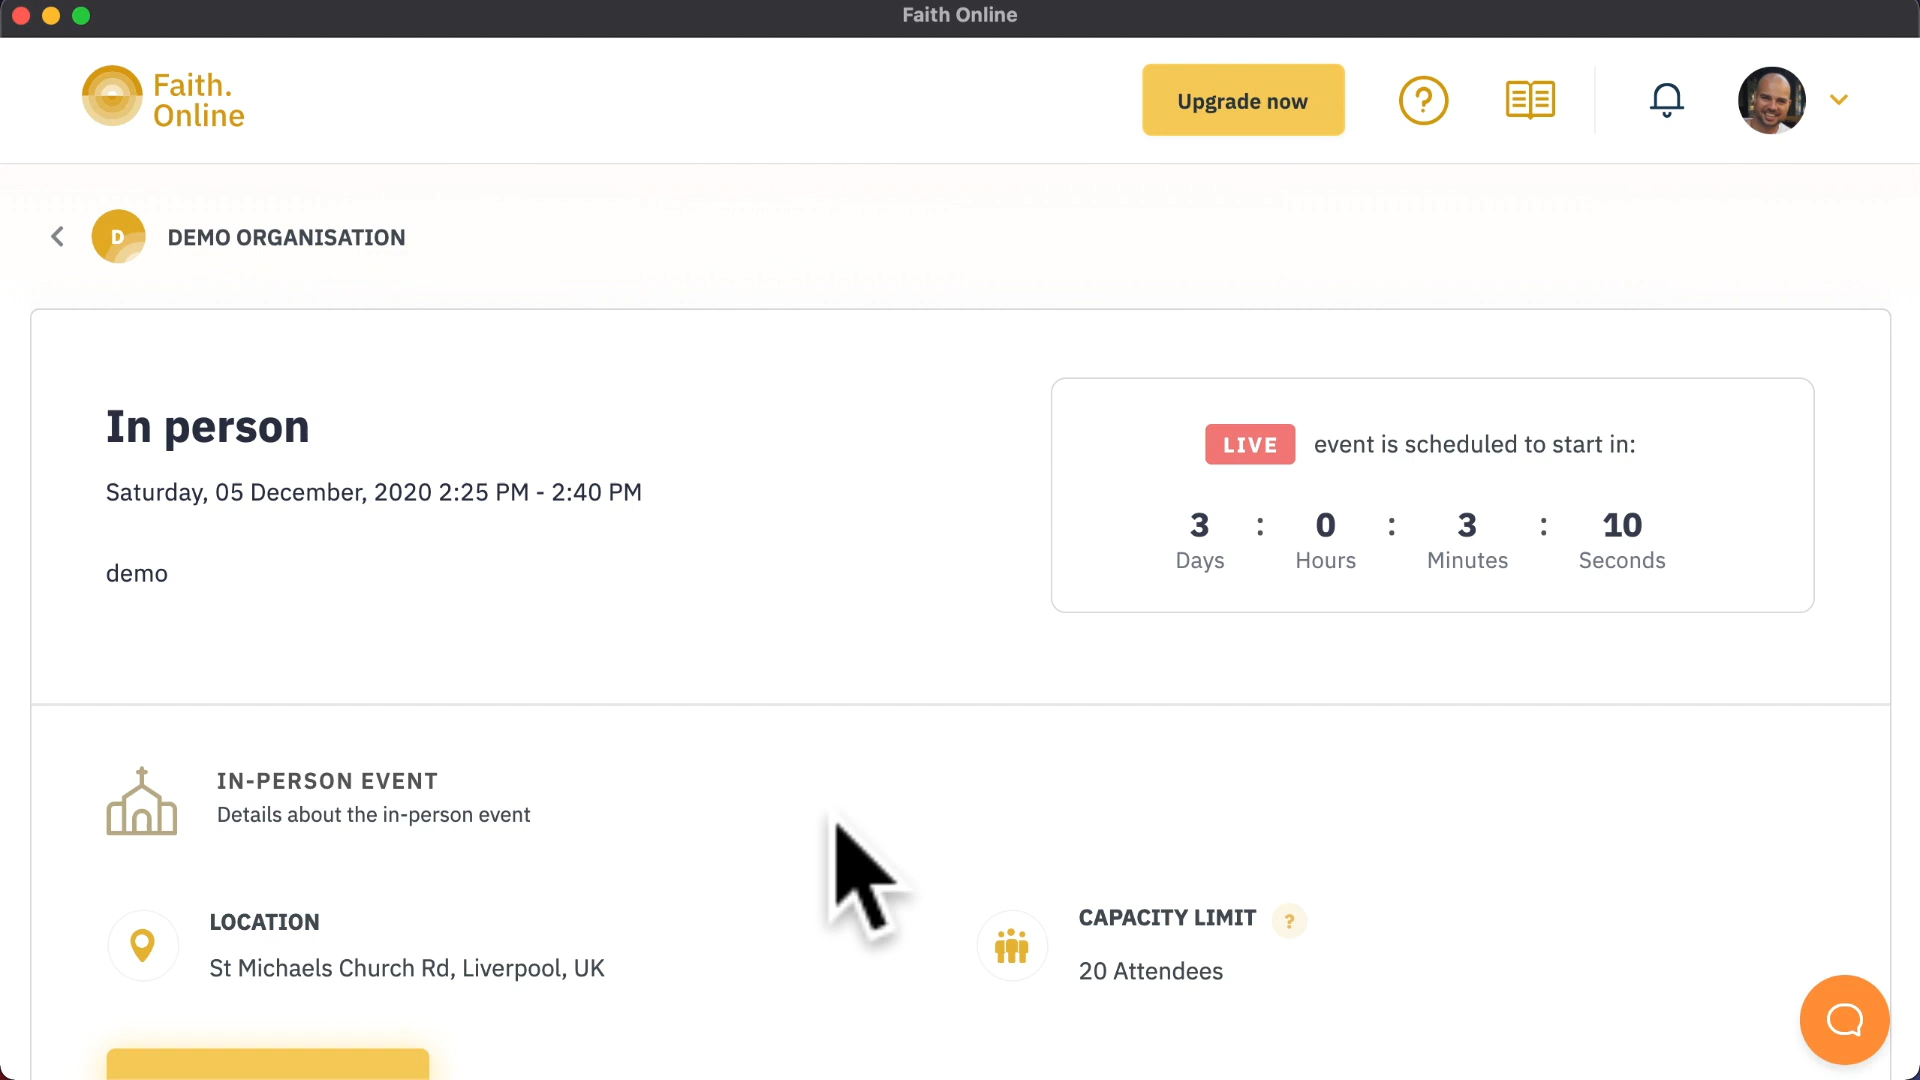 Faith Online
Faith.
Online
Upgrade now
?
D
DEMO ORGANISATION
In person
Saturday, 05 December, 2020 2:25 PM - 2:40 PM
demo
LIVE event is scheduled to start in:
3 : 0 : 3 : 10
Days Hours Minutes Seconds
IN-PERSON EVENT
Details about the in-person event
LOCATION
St Michaels Church Rd, Liverpool, UK
CAPACITY LIMIT ?
20 Attendees